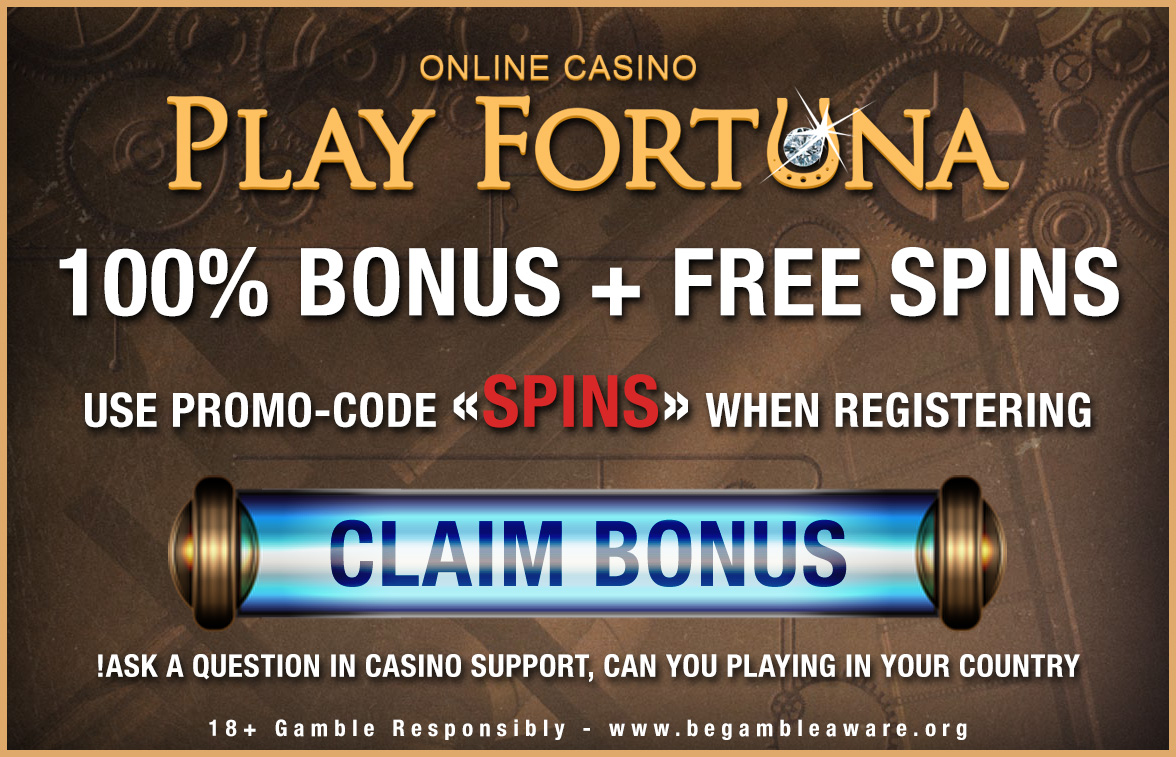 ONLINE CASINO
PLAY FORTUNA
100% BONUS + FREE SPINS
USE PROMO-CODE «SPINS» WHEN REGISTERING
CLAIM BONUS
!ASK A QUESTION IN CASINO SUPPORT, CAN YOU PLAYING IN YOUR COUNTRY
18+ Gamble Responsibly - www.begambleaware.org